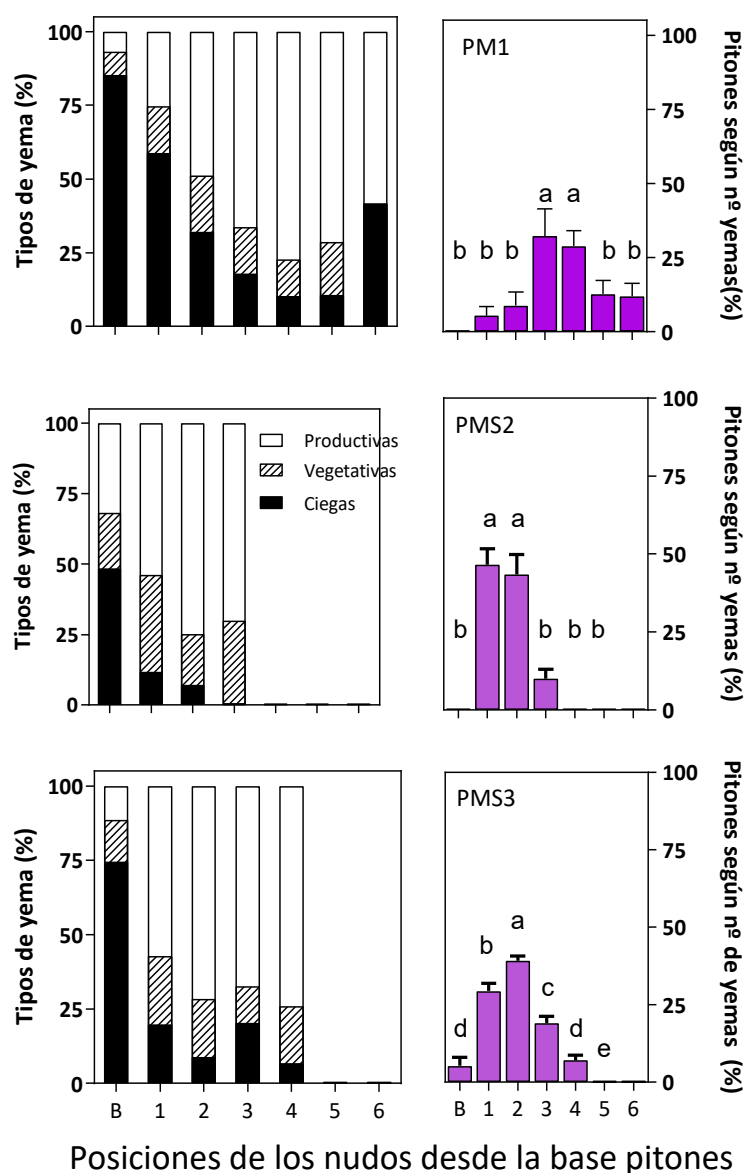 100
75
50
25
0
Tipos de yema (%)
PM1
b b b a a b b
100
75
50
25
0
Pitones según nº yemas(%)
100
75
50
25
0
Tipos de yema (%)
Productivas
Vegetativas
Ciegas
PMS2
b a a b b b
100
75
50
25
0
Pitones según nº yemas (%)
100
75
50
25
0
Tipos de yema (%)
B 1 2 3 4 5 6
PMS3
d b a c d e
100
75
50
25
0
Pitones según nº de yemas (%)
B 1 2 3 4 5 6
Posiciones de los nudos desde la base pitones